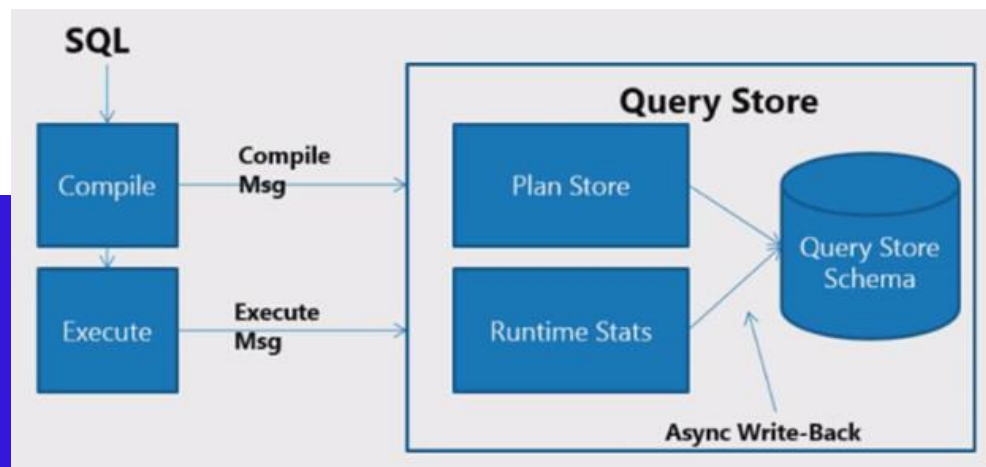 SQL
Query Store
Compile
Compile
Msg
Plan Store
Query Store
Schema
Execute
Execute
Msg
Runtime Stats
Async Write-Back